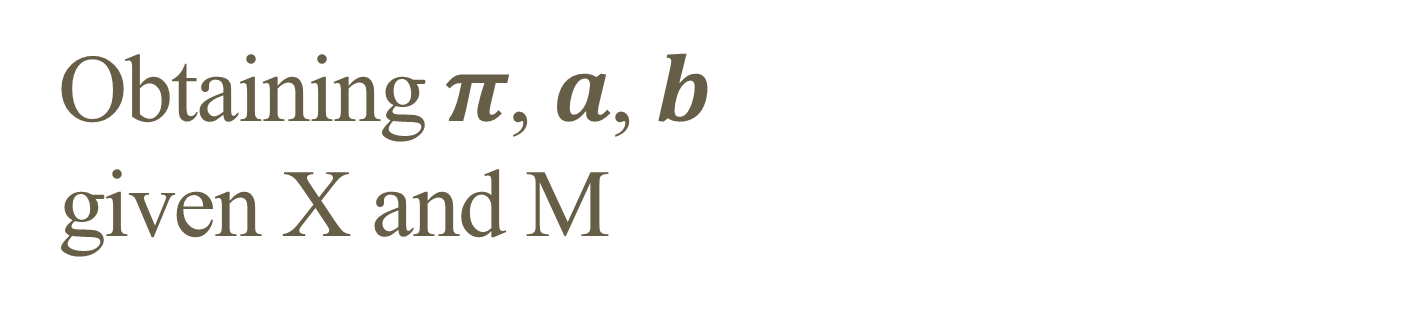 Obtaining π, a, b
given X and M